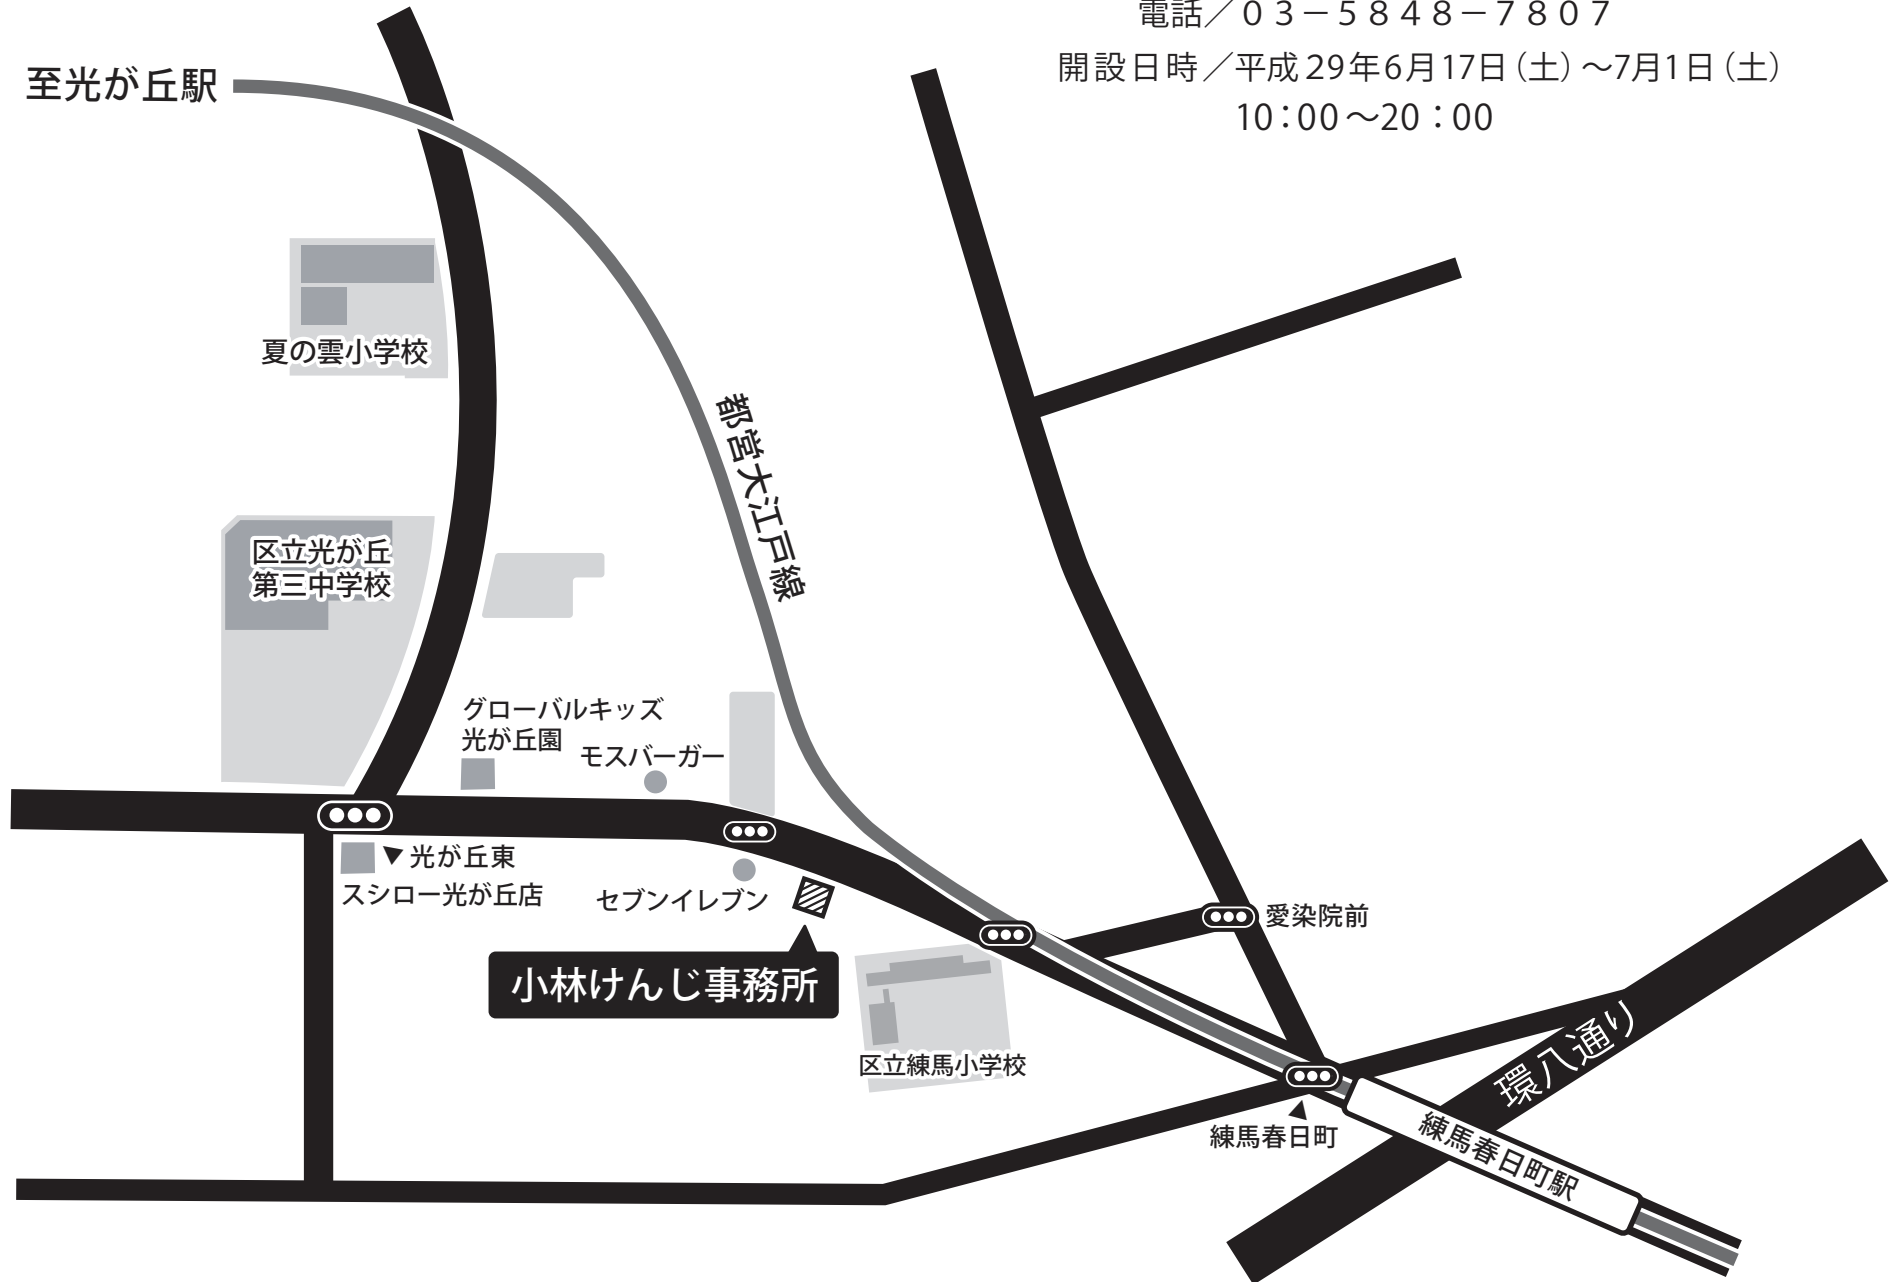 電話／０３－５８４８－７８０７
開設日時／平成29年6月17日（土）〜7月1日（土）
10：00〜20：00
至光が丘駅
夏の雲小学校
都営大江戸線
区立光が丘
第三中学校
グローバルキッズ
光が丘園
モスバーガー
光が丘東
スシロー光が丘店
セブンイレブン
愛染院前
小林けんじ事務所
区立練馬小学校
環八通り
練馬春日町
練馬春日町駅